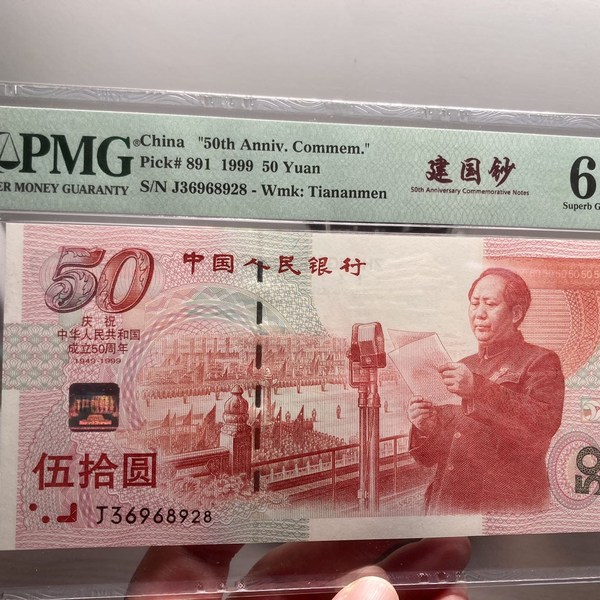 PMG® China "50th Anniv. Commem."
Pick# 891 1999 50 Yuan
ER MONEY GUARANTY S/N J36968928 - Wmk: Tiananmen
建国钞
50th Anniversary Commemorative Notes
6
Superb G
50 中国人民银行
庆祝
中华人民共和国
成立50周年
1949-1999
伍拾圆
J36968928
50